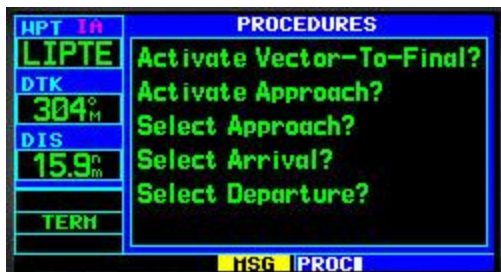 WPT IA
LIPTE
DTK
304°M
DIS
15.9nm
TERM
PROCEDURES
Activate Vector-To-Final?
Activate Approach?
Select Approach?
Select Arrival?
Select Departure?
MSG PROC